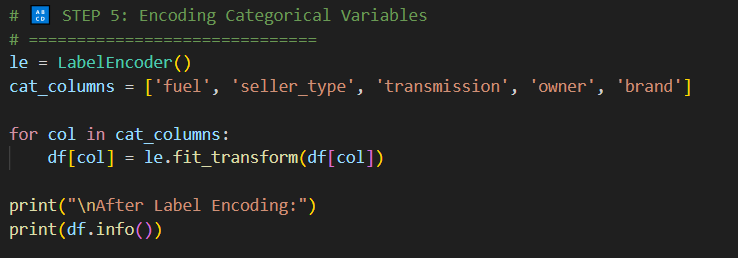 # 🔠 STEP 5: Encoding Categorical Variables
# ==============================
le = LabelEncoder()
cat_columns = ['fuel', 'seller_type', 'transmission', 'owner', 'brand']
for col in cat_columns:
    df[col] = le.fit_transform(df[col])
print("\nAfter Label Encoding:")
print(df.info())